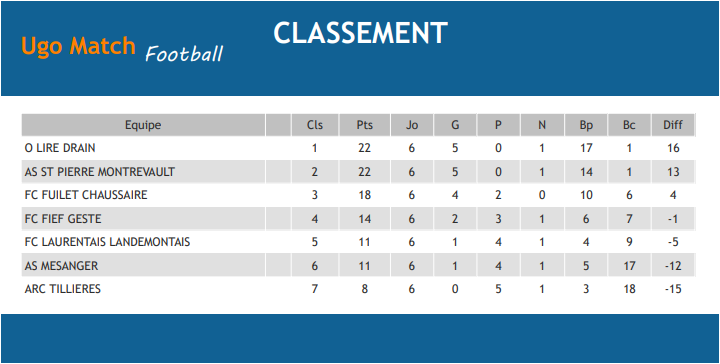 CLASSEMENT
Ugo Match Football
Equipe Cls Pts Jo G P N Bp Bc Diff
O LIRE DRAIN 1 22 6 5 0 1 17 1 16
AS ST PIERRE MONTREVAULT 2 22 6 5 0 1 14 1 13
FC FUILET CHAUSSAIRE 3 18 6 4 2 0 10 6 4
FC FIEF GESTE 4 14 6 2 3 1 6 7 -1
FC LAURENTAIS LANDEMONTAIS 5 11 6 1 4 1 4 9 -5
AS MESANGER 6 11 6 1 4 1 5 17 -12
ARC TILLIERES 7 8 6 0 5 1 3 18 -15